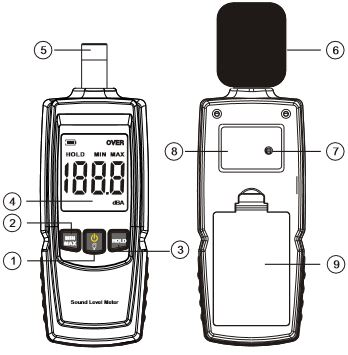 5
6
OVER
HOLD MIN MAX
188.8
dBA
4
2
1
MIN
MAX
HOLD
3
Sound Level Meter
8
7
9